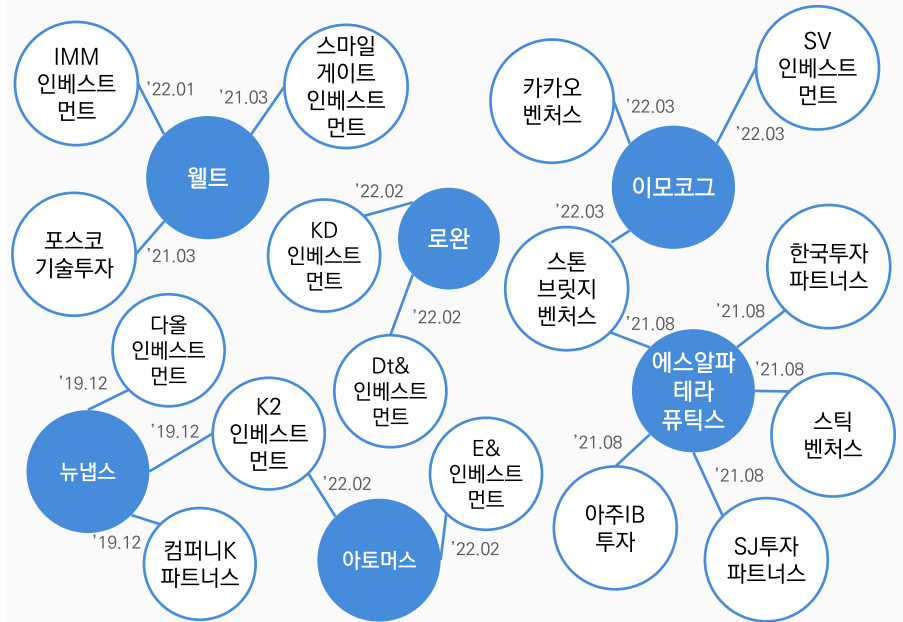 IMM
인베스트
먼트
'22.01
스마일
게이트
인베스트
먼트
'21.03
웰트
포스코
기술투자
'21.03
KD
인베스트
먼트
'22.02
로완
'22.02
Dt&
인베스트
먼트
카카오
벤처스
'22.03
SV
인베스트
먼트
'22.03
이모코그
'22.03
스톤
브릿지
벤처스
'21.08
한국투자
파트너스
'21.08
에스알파
테라
퓨틱스
'21.08
스틱
벤처스
'21.08
아주IB
투자
'21.08
SJ투자
파트너스
다올
인베스트
먼트
'19.12
뉴냅스
'19.12
K2
인베스트
먼트
'19.12
컴퍼니K
파트너스
'22.02
아토머스
E&
인베스트
먼트
'22.02